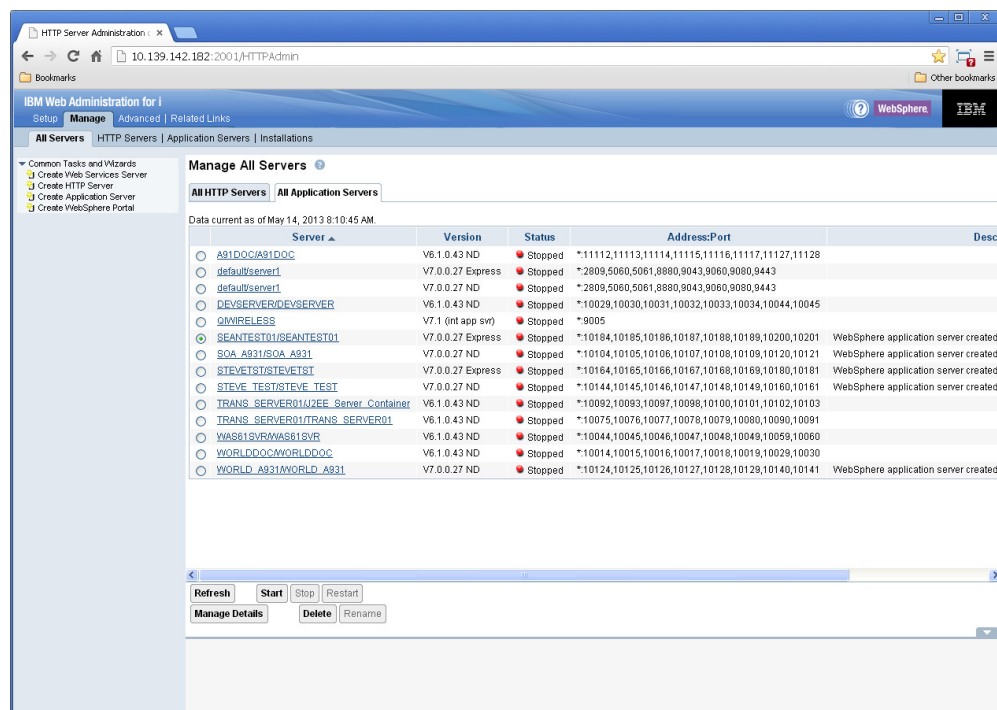 HTTP Server Administration c
10.139.142.182:2001/HTTPAdmin
Bookmarks
Other bookmarks
IBM Web Administration for i
Setup Manage Advanced | Related Links
WebSphere. IBM
All Servers HTTP Servers | Application Servers | Installations
Common Tasks and Wizards
Create Web Services Server
Create HTTP Server
Create Application Server
Create WebSphere Portal
Manage All Servers ?
All HTTP Servers All Application Servers
Data current as of May 14, 2013 8:10:45 AM.
Server Version Status Address:Port Desc
A91DOC/A91DOC V6.1.0.43 ND Stopped *:11112,11113,11114,11115,11116,11117,11127,11128
default/server1 V7.0.0.27 Express Stopped *:2809,5060,5061,8880,9043,9060,9080,9443
default/server1 V7.0.0.27 ND Stopped *:2809,5060,5061,8880,9043,9060,9080,9443
DEVSERVER/DEVSERVER V6.1.0.43 ND Stopped *:10029,10030,10031,10032,10033,10034,10044,10045
QIWIRELESS V7.1 (int app svr) Stopped *:9005
SEANTEST01/SEANTEST01 V7.0.0.27 Express Stopped *:10184,10185,10186,10187,10188,10189,10200,10201 WebSphere application server created
SOA_A931/SOA_A931 V7.0.0.27 ND Stopped *:10104,10105,10106,10107,10108,10109,10120,10121 WebSphere application server created
STEVETST/STEVETST V7.0.0.27 Express Stopped *:10164,10165,10166,10167,10168,10169,10180,10181 WebSphere application server created
STEVE_TEST/STEVE_TEST V7.0.0.27 ND Stopped *:10144,10145,10146,10147,10148,10149,10160,10161 WebSphere application server created
TRANS_SERVER01/J2EE_Server_Container V6.1.0.43 ND Stopped *:10092,10093,10097,10098,10100,10101,10102,10103
TRANS_SERVER01/TRANS_SERVER01 V6.1.0.43 ND Stopped *:10075,10076,10077,10078,10079,10080,10090,10091
WAS61SVR/WAS61SVR V6.1.0.43 ND Stopped *:10044,10045,10046,10047,10048,10049,10059,10060
WORLDDOC/WORLDDOC V6.1.0.43 ND Stopped *:10014,10015,10016,10017,10018,10019,10029,10030
WORLD_A931/WORLD_A931 V7.0.0.27 ND Stopped *:10124,10125,10126,10127,10128,10129,10140,10141 WebSphere application server created
Refresh Start Stop Restart
Manage Details Delete Rename